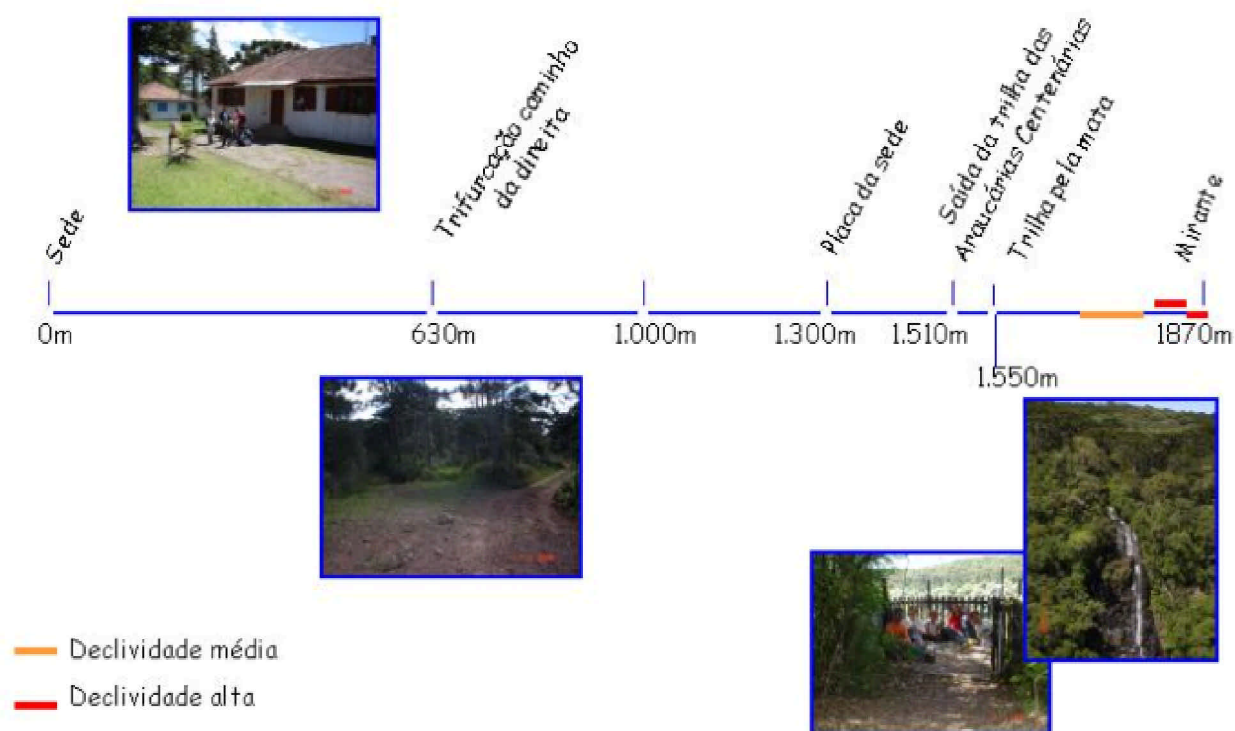 Sede
Trifurcação caminho
da direita
Placa da sede
Saída da trilha das
Araucárias Centenárias
Trilha pela mata
Mirante
0m
630m
1.000m
1.300m
1.510m
1870m
1.550m
Declividade média
Declividade alta